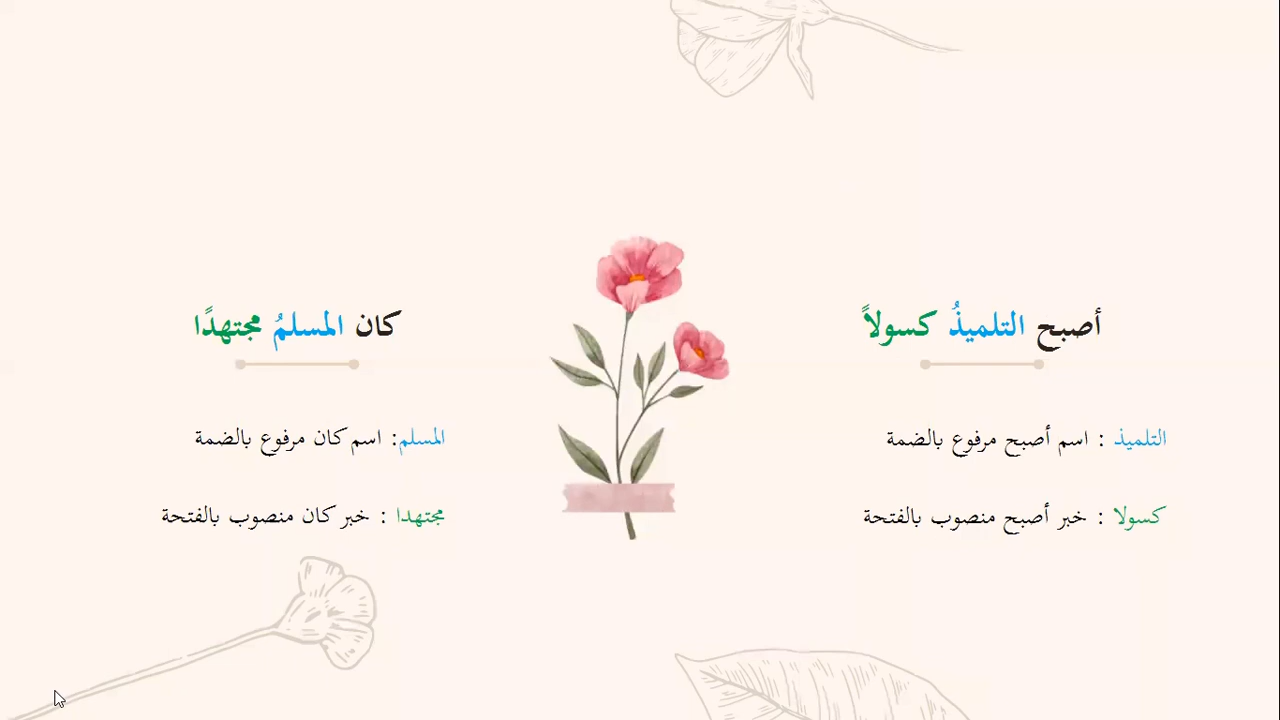 أصبح التلميذُ كسولاً
التلميذ : اسم أصبح مرفوع بالضمة
كسولا : خبر أصبح منصوب بالفتحة
كان المسلمُ مجتهدًا
المسلم: اسم كان مرفوع بالضمة
مجتهدا : خبر كان منصوب بالفتحة